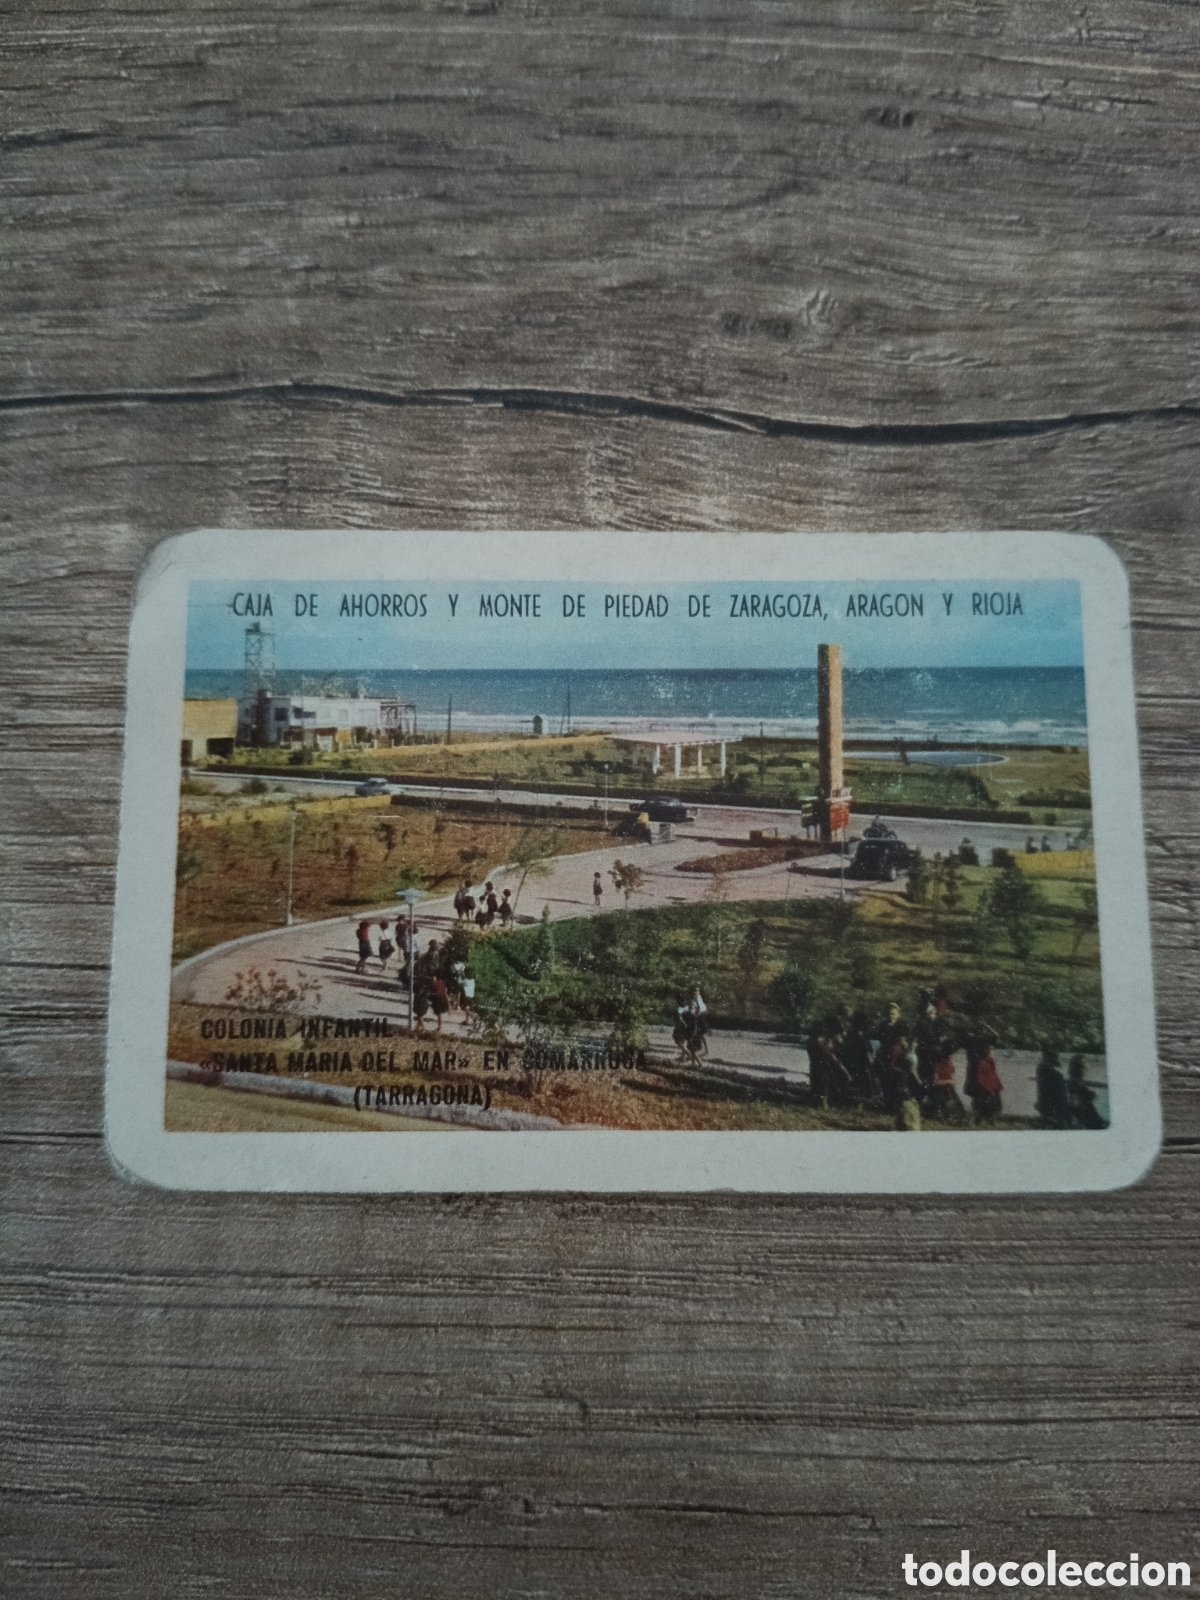 CAJA DE AHORROS Y MONTE DE PIEDAD DE ZARAGOZA, ARAGON Y RIOJA
COLONIA INFANTIL
«SANTA MARIA DEL MAR» EN COMARRUGA
(TARRAGONA)
todocoleccion